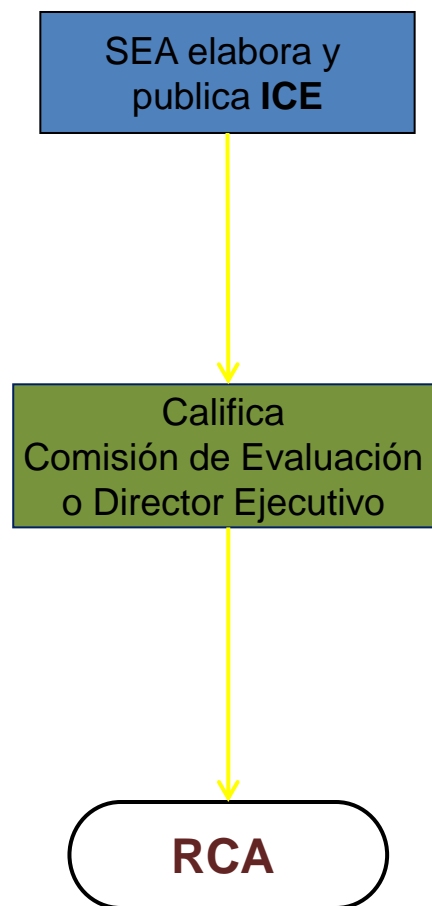 SEA elabora y
publica ICE
Califica
Comisión de Evaluación
o Director Ejecutivo
RCA